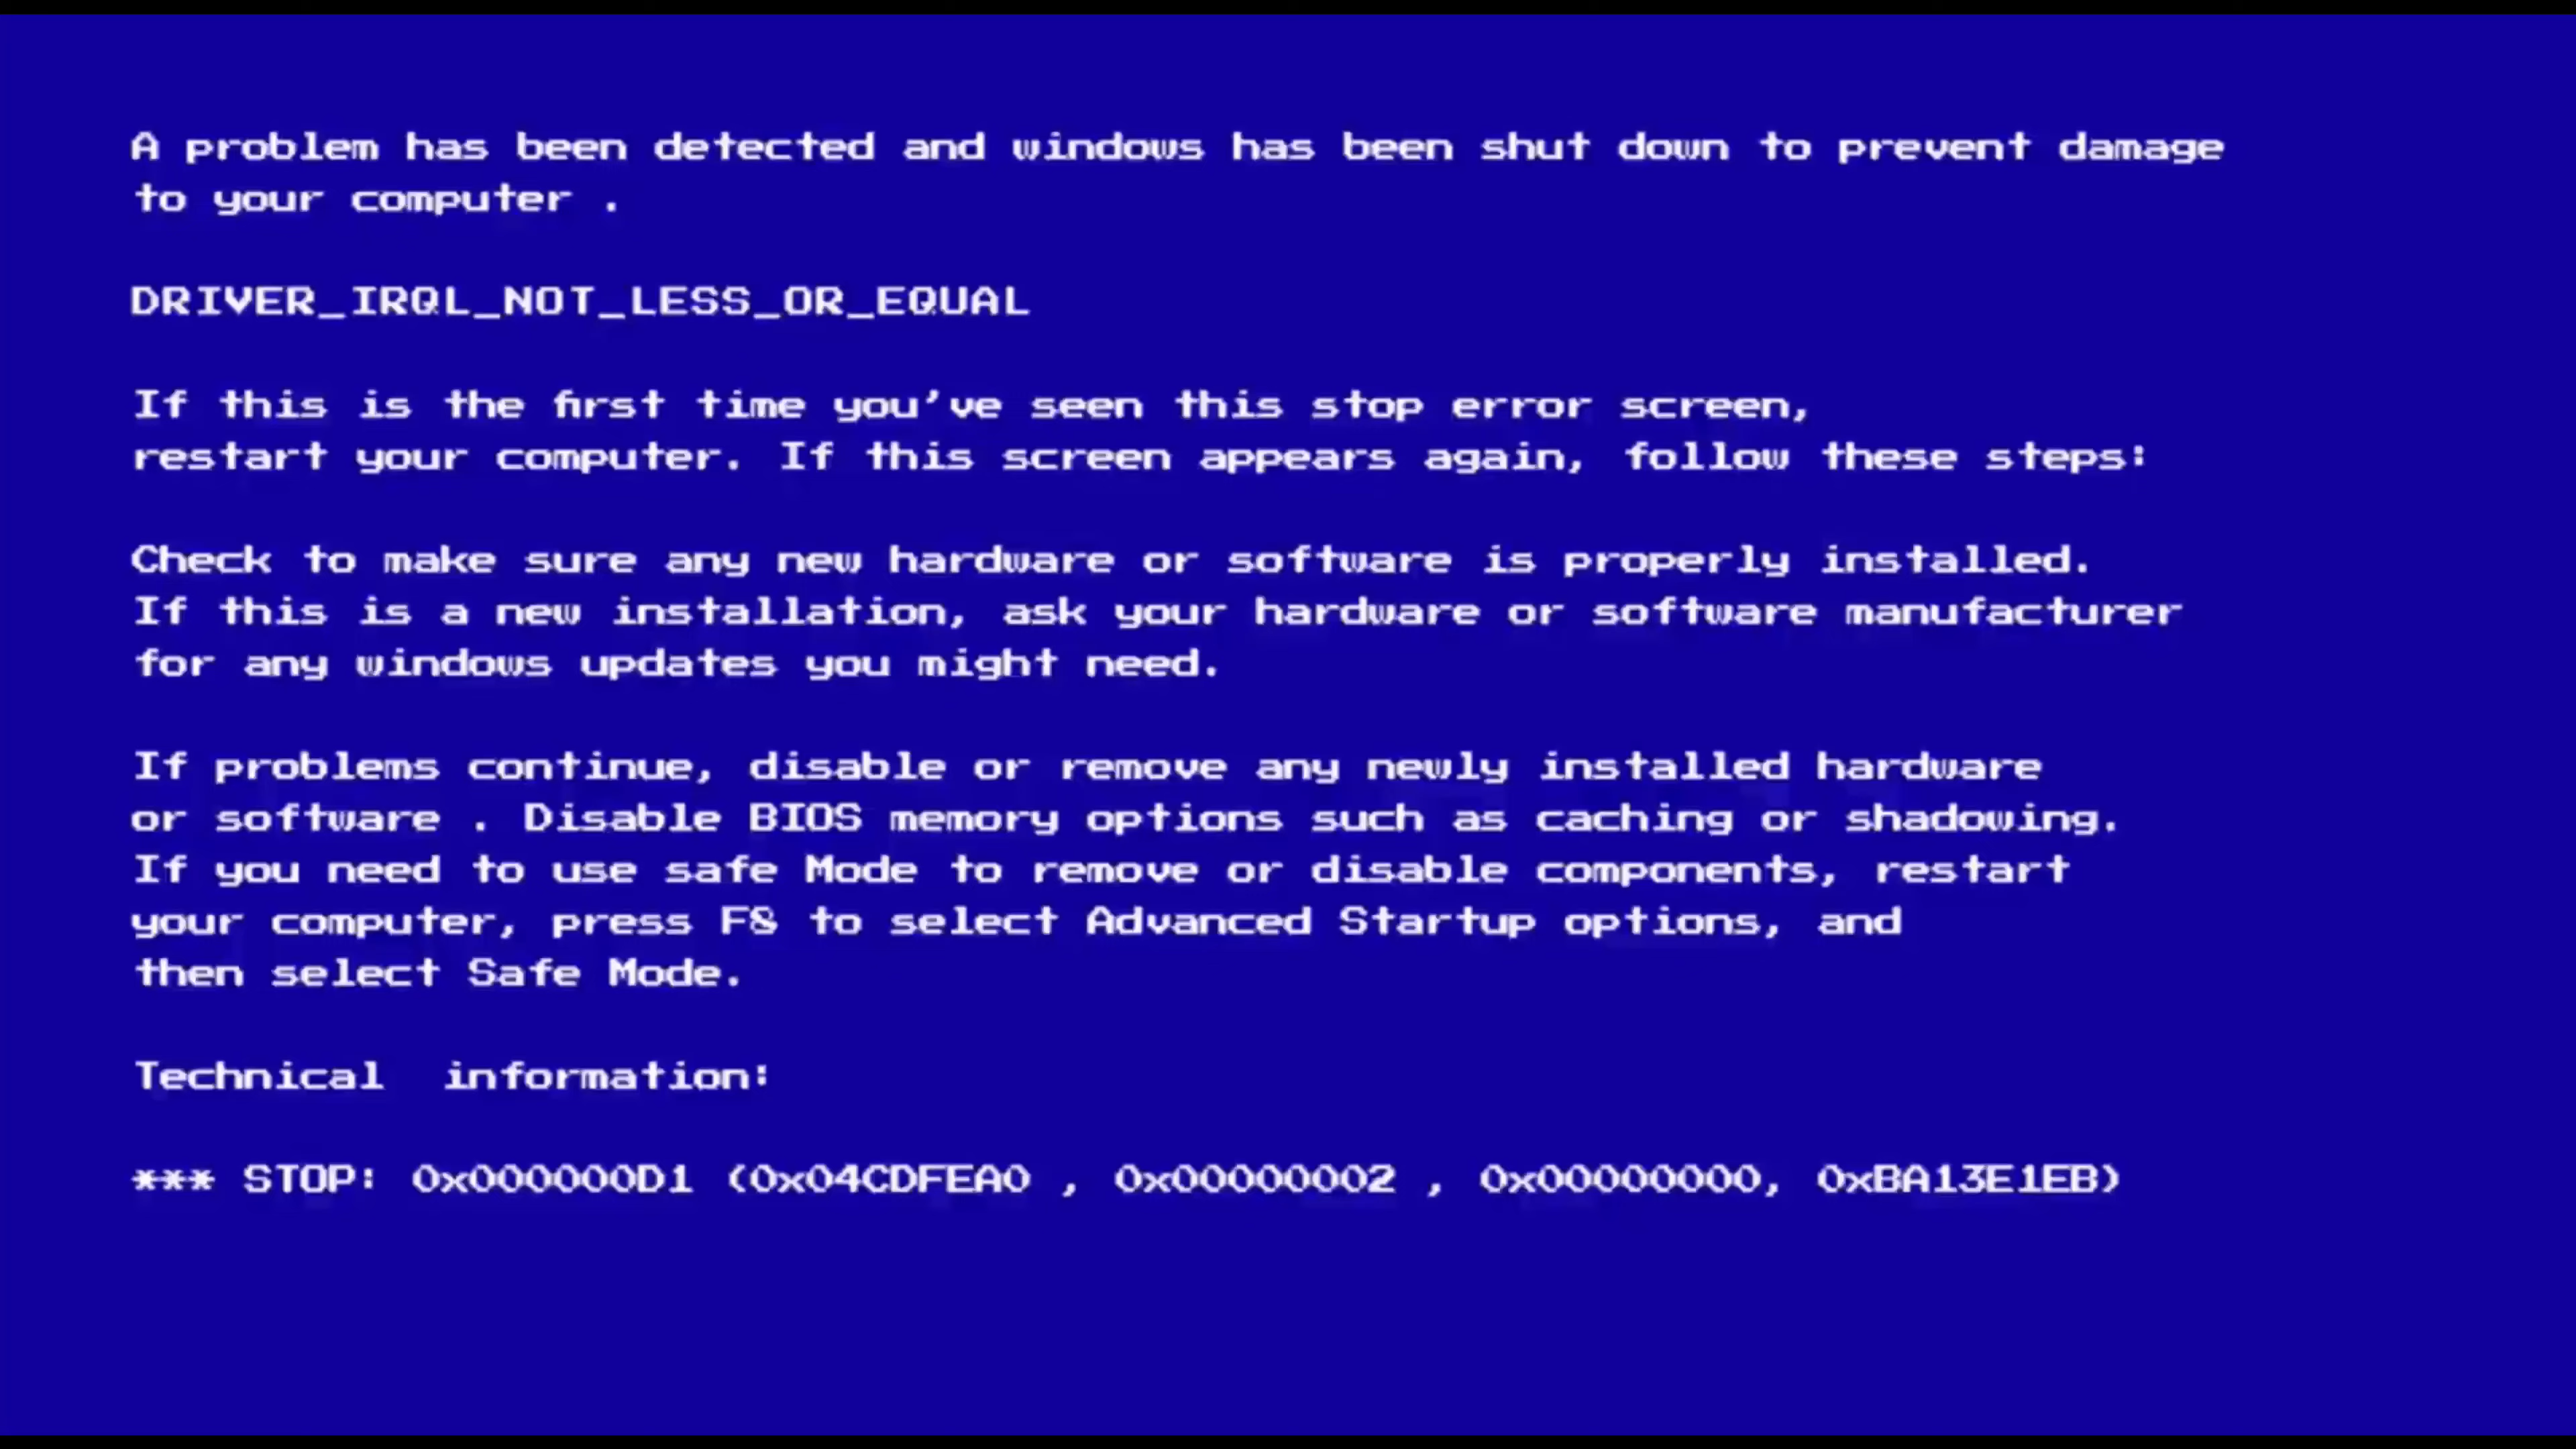 A problem has been detected and windows has been shut down to prevent damage
to your computer .
DRIVER_IRQL_NOT_LESS_OR_EQUAL
If this is the first time you've seen this stop error screen,
restart your computer. If this screen appears again, follow these steps:
Check to make sure any new hardware or software is properly installed.
If this is a new installation, ask your hardware or software manufacturer
for any windows updates you might need.
If problems continue, disable or remove any newly installed hardware
or software . Disable BIOS memory options such as caching or shadowing.
If you need to use safe Mode to remove or disable components, restart
your computer, press F& to select Advanced Startup options, and
then select Safe Mode.
Technical  information:
*** STOP: 0x000000D1 (0x04CDFEA0 , 0x00000002 , 0x00000000, 0xBA13E1EB)